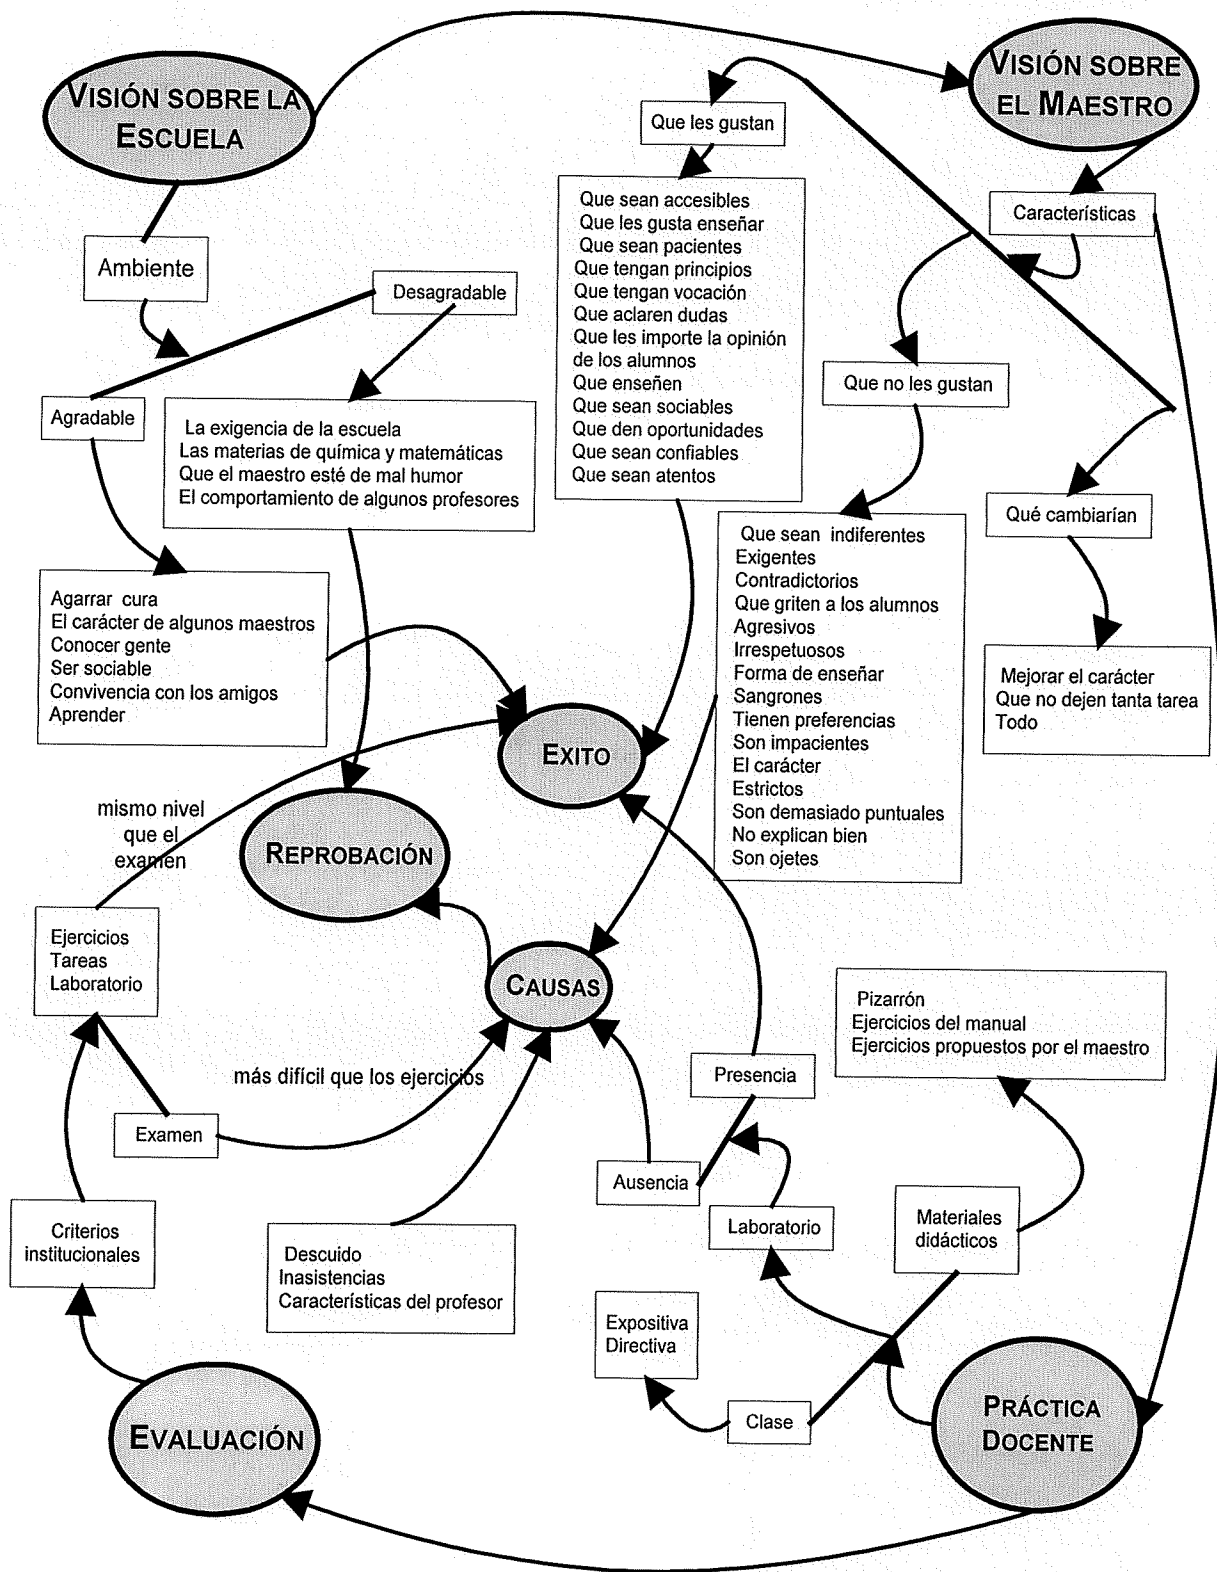 VISIÓN SOBRE LA
ESCUELA
VISIÓN SOBRE
EL MAESTRO
Que les gustan
Características
Ambiente
Desagradable
Que sean accesibles
Que les gusta enseñar
Que sean pacientes
Que tengan principios
Que tengan vocación
Que aclaren dudas
Que les importe la opinión
de los alumnos
Que enseñen
Que sean sociables
Que den oportunidades
Que sean confiables
Que sean atentos
Que no les gustan
Agradable
La exigencia de la escuela
Las materias de química y matemáticas
Que el maestro esté de mal humor
El comportamiento de algunos profesores
Qué cambiarían
Que sean indiferentes
Exigentes
Contradictorios
Que griten a los alumnos
Agresivos
Irrespetuosos
Forma de enseñar
Sangrones
Tienen preferencias
Son impacientes
El carácter
Estrictos
Son demasiado puntuales
No explican bien
Son ojetes
Agarrar cura
El carácter de algunos maestros
Conocer gente
Ser sociable
Convivencia con los amigos
Aprender
Mejorar el carácter
Que no dejen tanta tarea
Todo
EXITO
mismo nivel
que el
examen
REPROBACIÓN
Ejercicios
Tareas
Laboratorio
CAUSAS
Pizarrón
Ejercicios del manual
Ejercicios propuestos por el maestro
más difícil que los ejercicios
Presencia
Examen
Ausencia
Laboratorio
Materiales
didácticos
Criterios
institucionales
Descuido
Inasistencias
Características del profesor
Expositiva
Directiva
Clase
PRÁCTICA
DOCENTE
EVALUACIÓN